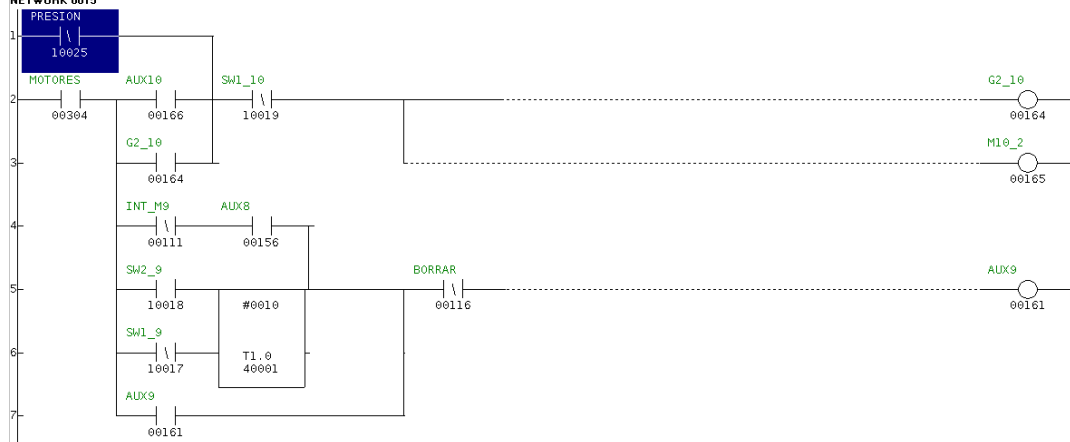 NETWORK 0015
PRESION
1
10025
MOTORES AUX10 SW1_10 G2_10
2
00304 00166 10019 00164
G2_10 M10_2
3
00164 00165
INT_M9 AUX8
4
00111 00156
SW2_9 BORRAR AUX9
5
10018 #0010 00116 00161
SW1_9
6
T1.0
10017 40001
AUX9
7
00161